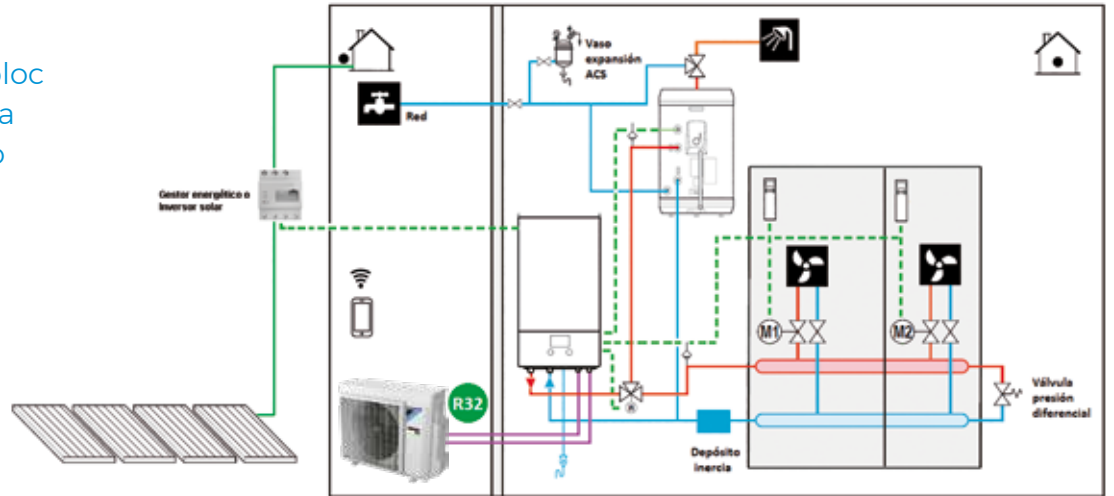 loc
a
o
Vaso
expansión
ACS
Red
Gestor energético o
Inversor solar
M1
M2
R32
Válvula
presión
diferencial
Depósito
inercia